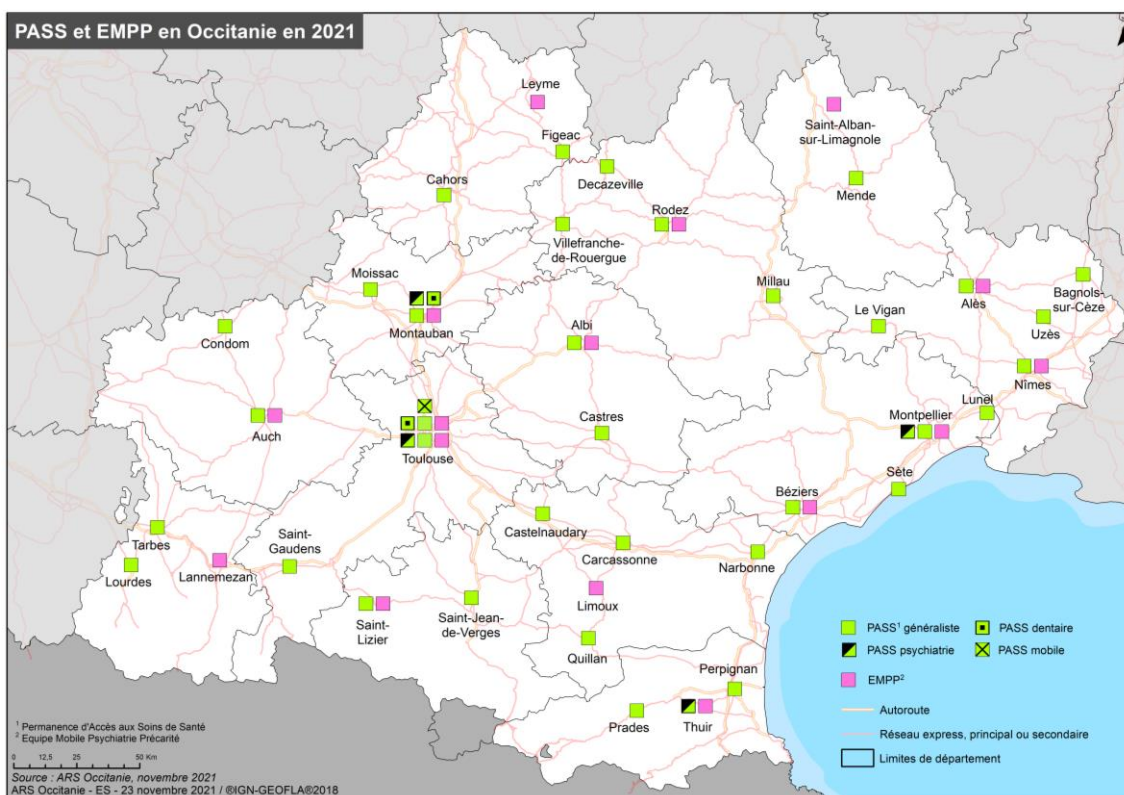 PASS et EMPP en Occitanie en 2021
Leyme
Saint-Alban-
sur-Limagnole
Figeac
Decazeville
Mende
Cahors
Rodez
Villefranche-
de-Rouergue
Moissac
Millau
Alès
Bagnols-
sur-Cèze
Le Vigan
Uzès
Montauban
Albi
Condom
Nîmes
Lunel
Montpellier
Auch
Castres
Toulouse
Sète
Béziers
Castelnaudary
Tarbes
Saint-
Gaudens
Carcassonne
Narbonne
Lourdes
Lannemezan
Limoux
Saint-
Lizier
Saint-Jean-
de-Verges
Quillan
Perpignan
Prades
Thuir
PASS¹ généraliste
PASS dentaire
PASS psychiatrie
PASS mobile
EMPP²
Autoroute
Réseau express, principal ou secondaire
Limites de département
¹ Permanence d'Accès aux Soins de Santé
² Equipe Mobile Psychiatrie Précarité
0 12,5 25 50 Km
Source : ARS Occitanie, novembre 2021
ARS Occitanie - ES - 23 novembre 2021 / ®IGN-GEOFLA®2018